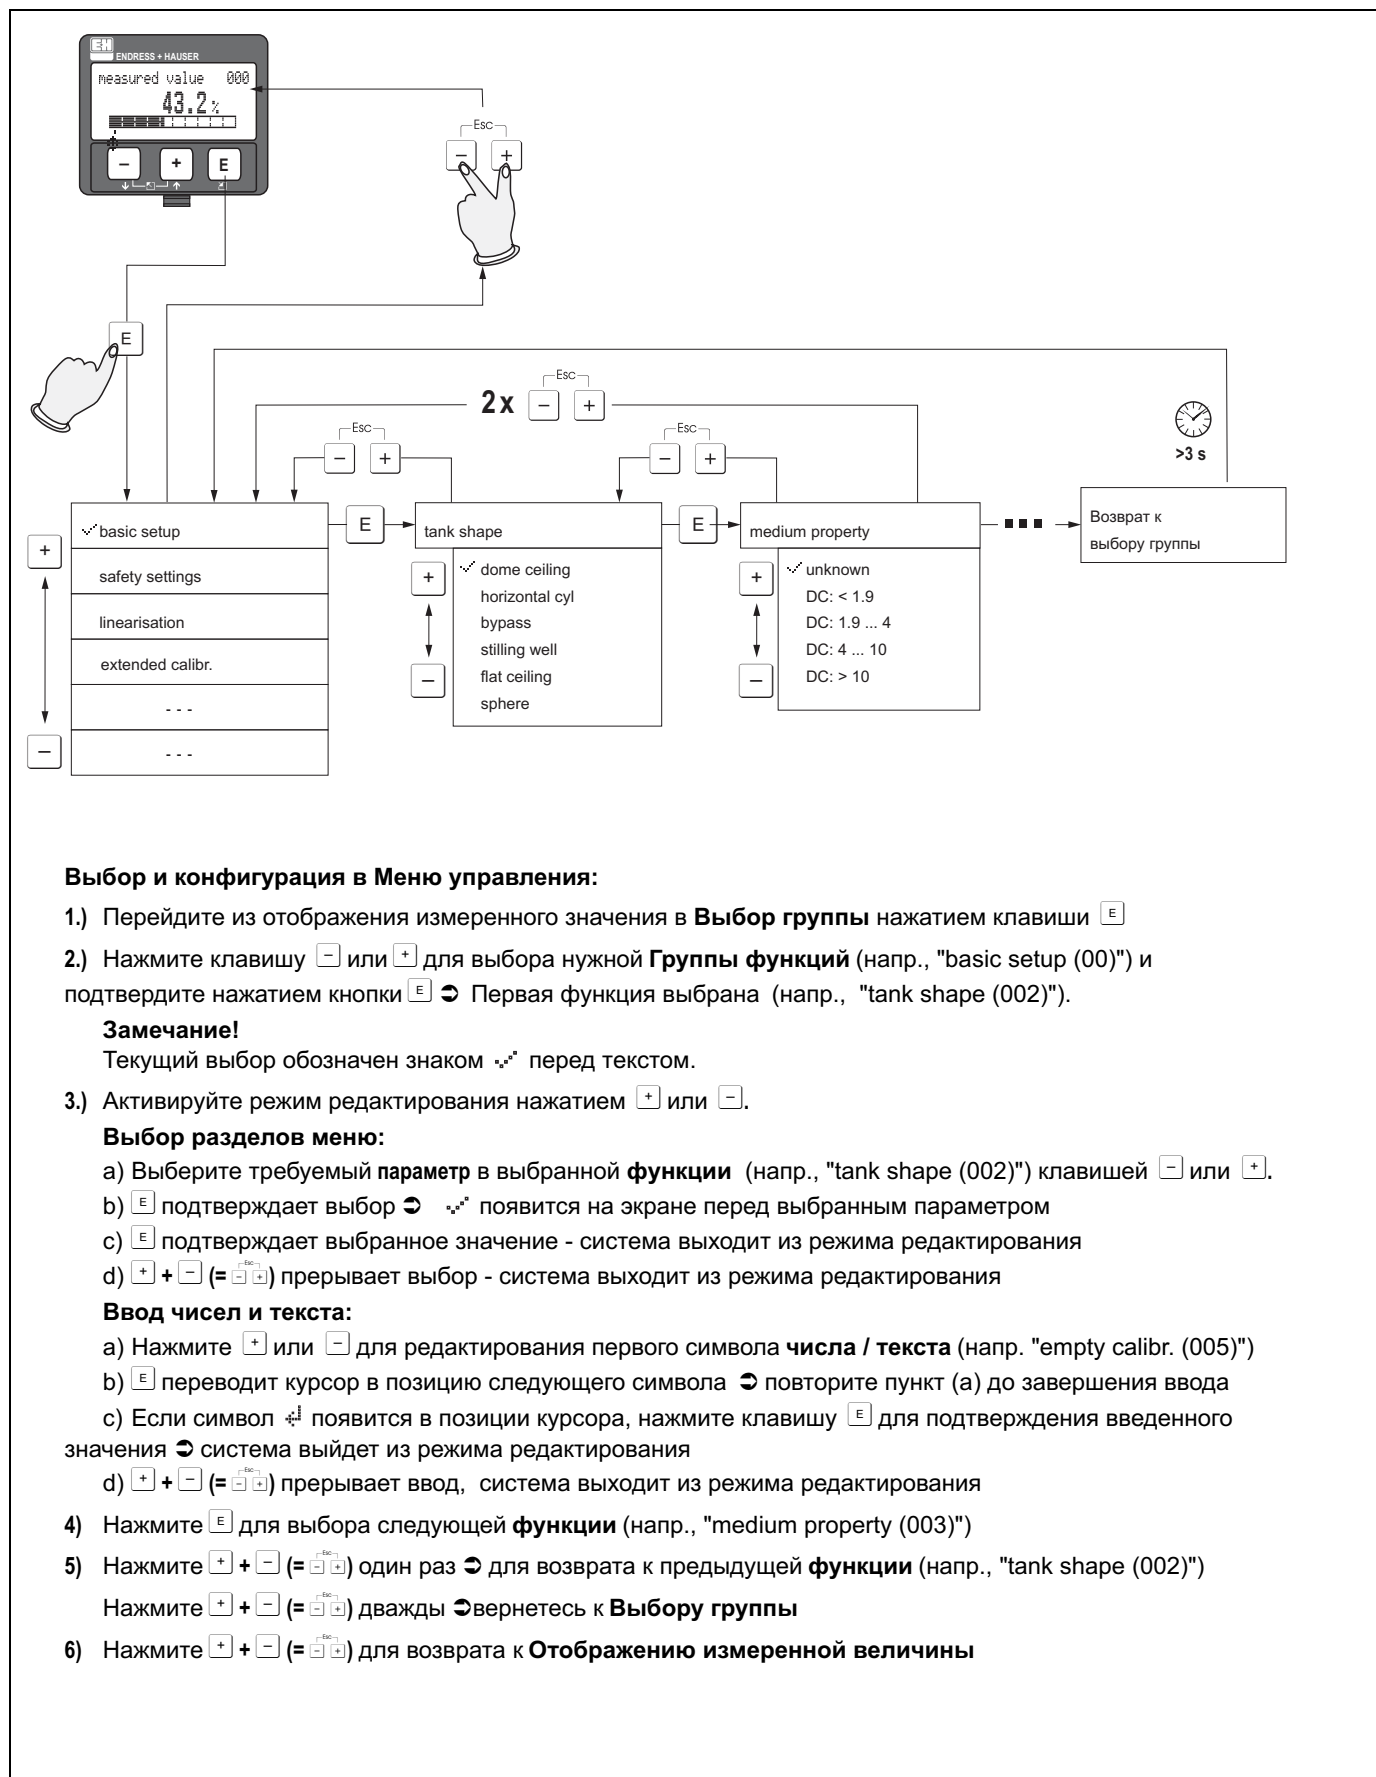 EH
ENDRESS + HAUSER
measured value 000
43.2 %
– + E
Esc
– +
E
Esc
2 x – +
Esc
– +
Esc
– +
>3 s
basic setup
safety settings
linearisation
extended calibr.
- - -
- - -
+
–
E
tank shape
dome ceiling
horizontal cyl
bypass
stilling well
flat ceiling
sphere
+
–
E
medium property
unknown
DC: < 1.9
DC: 1.9 ... 4
DC: 4 ... 10
DC: > 10
+
–
Возврат к
выбору группы
Выбор и конфигурация в Меню управления:
1.) Перейдите из отображения измеренного значения в Выбор группы нажатием клавиши E
2.) Нажмите клавишу – или + для выбора нужной Группы функций (напр., "basic setup (00)") и
подтвердите нажатием кнопки E ➲ Первая функция выбрана (напр., "tank shape (002)").
Замечание!
Текущий выбор обозначен знаком ✓ перед текстом.
3.) Активируйте режим редактирования нажатием + или –.
Выбор разделов меню:
a) Выберите требуемый параметр в выбранной функции (напр., "tank shape (002)") клавишей – или +.
b) E подтверждает выбор ➲ ✓ появится на экране перед выбранным параметром
c) E подтверждает выбранное значение - система выходит из режима редактирования
d) + + – (= Esc – +) прерывает выбор - система выходит из режима редактирования
Ввод чисел и текста:
a) Нажмите + или – для редактирования первого символа числа / текста (напр. "empty calibr. (005)")
b) E переводит курсор в позицию следующего символа ➲ повторите пункт (a) до завершения ввода
c) Если символ ↲ появится в позиции курсора, нажмите клавишу E для подтверждения введенного
значения ➲ система выйдет из режима редактирования
d) + + – (= Esc – +) прерывает ввод, система выходит из режима редактирования
4) Нажмите E для выбора следующей функции (напр., "medium property (003)")
5) Нажмите + + – (= Esc – +) один раз ➲ для возврата к предыдущей функции (напр., "tank shape (002)")
Нажмите + + – (= Esc – +) дважды ➲вернетесь к Выбору группы
6) Нажмите + + – (= Esc – +) для возврата к Отображению измеренной величины